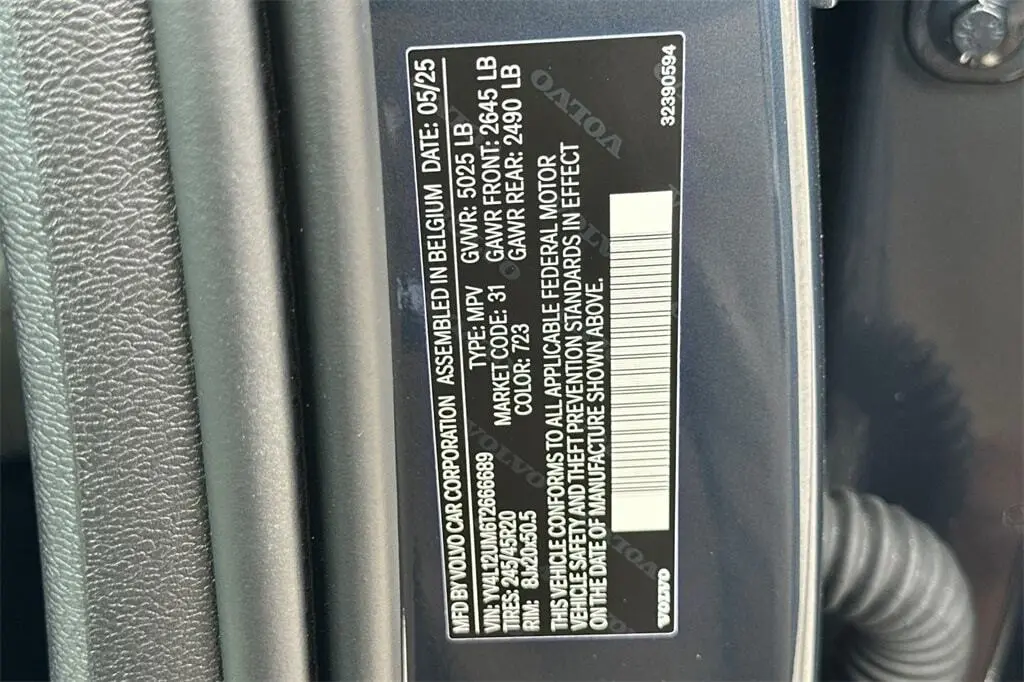 MFD BY VOLVO CAR CORPORATION ASSEMBLED IN BELGIUM DATE: 05/25
VIN: YV4L12UM6T2666689 TYPE: MPV GVWR: 5025 LB
TIRES: 245/45R20 MARKET CODE: 31 GAWR FRONT: 2645 LB
RIM: 8Jx20x50.5 COLOR: 723 GAWR REAR: 2490 LB
THIS VEHICLE CONFORMS TO ALL APPLICABLE FEDERAL MOTOR
VEHICLE SAFETY AND THEFT PREVENTION STANDARDS IN EFFECT
ON THE DATE OF MANUFACTURE SHOWN ABOVE.
VOLVO 32390594